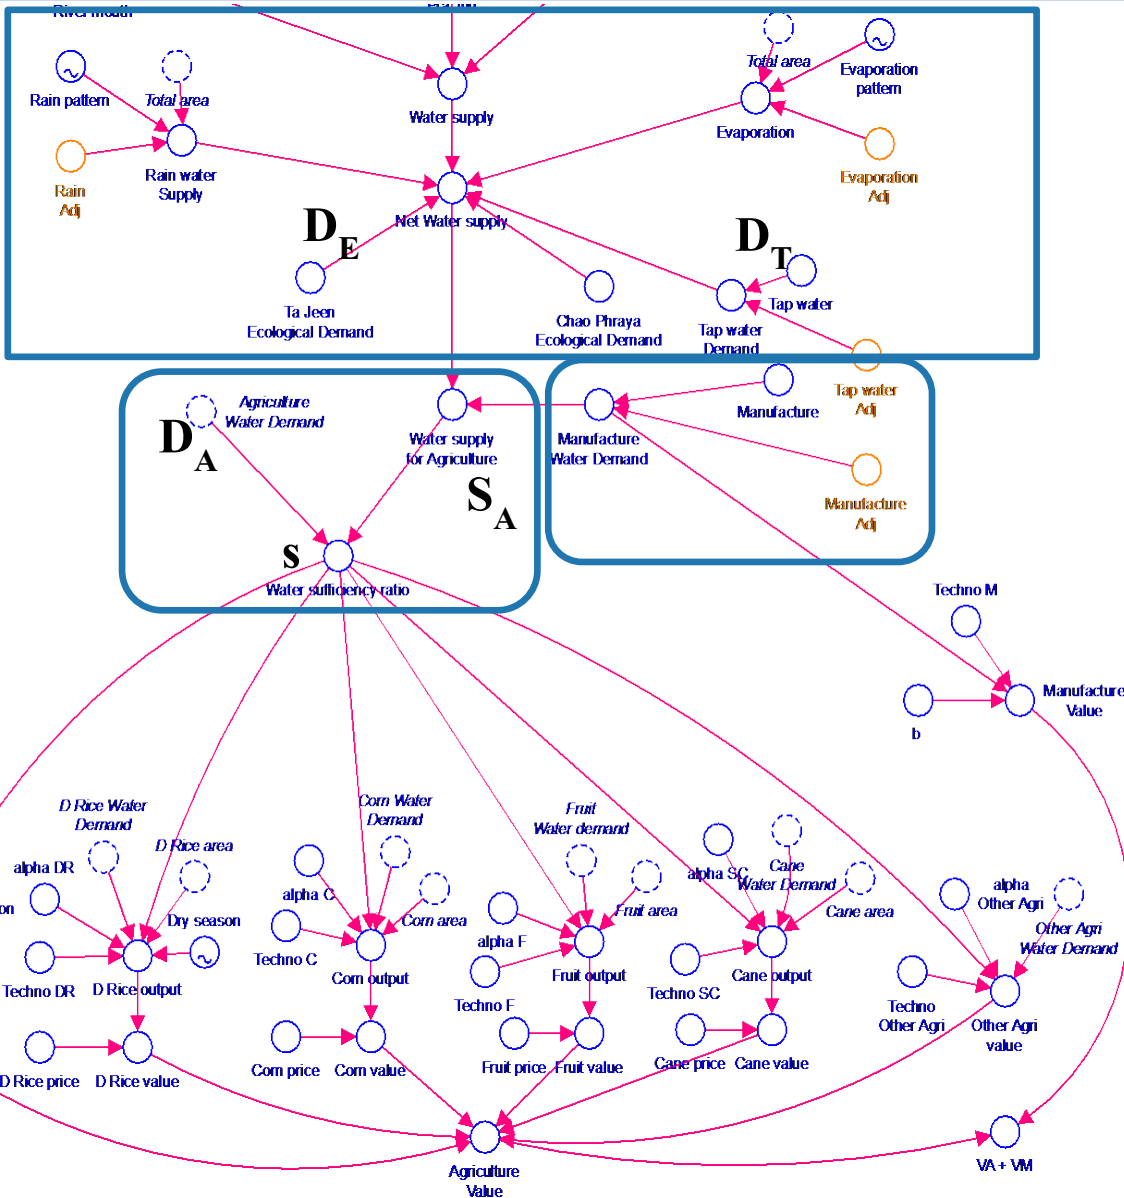 River mouth
Rain pattern
Total area
Rain
Adj
Rain water
Supply
Water supply
Total area
Evaporation
pattern
Evaporation
Evaporation
Adj
Net Water supply
D E
Ta Jeen
Ecological Demand
Chao Phraya
Ecological Demand
D T
Tap water
Tap water
Demand
Tap water
Adj
Agriculture
Water Demand
D A
Water supply
for Agriculture
S A
Manufacture
Manufacture
Water Demand
Manufacture
Adj
s
Water sufficiency ratio
Techno M
Manufacture
Value
b
D Rice Water
Demand
D Rice area
alpha DR
on
Dry season
Techno DR
D Rice output
D Rice price
D Rice value
Corn Water
Demand
alpha C
Corn area
Techno C
Corn output
Corn price
Corn value
Fruit
Water demand
Fruit area
alpha F
Techno F
Fruit output
Fruit price
Fruit value
alpha SC
Cane
Water Demand
Cane area
Techno SC
Cane output
Cane price
Cane value
alpha
Other Agri
Other Agri
Water Demand
Techno
Other Agri
Other Agri
value
Agriculture
Value
VA + VM